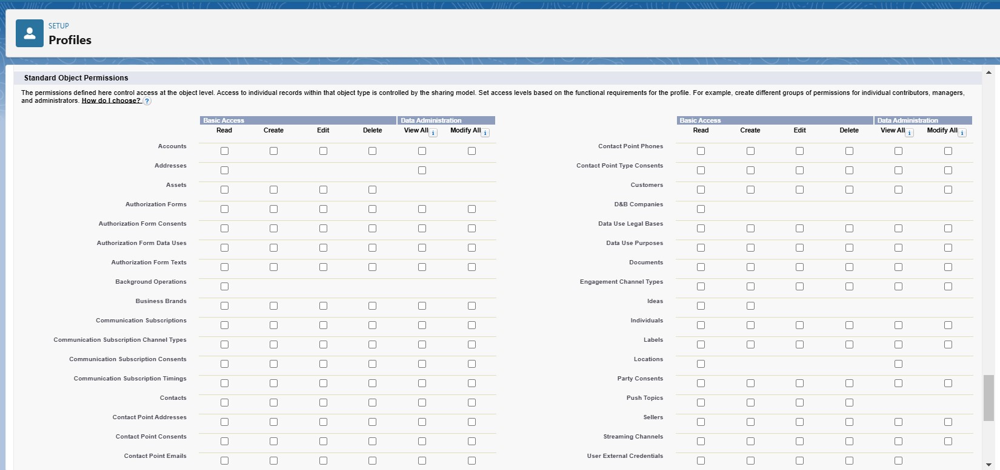 SETUP
Profiles
Standard Object Permissions
The permissions defined here control access at the object level. Access to individual records within that object type is controlled by the sharing model. Set access levels based on the functional requirements for the profile. For example, create different groups of permissions for individual contributors, managers,
and administrators. How do I choose? ?
Basic Access Data Administration Basic Access Data Administration
Read Create Edit Delete View All i Modify All i Read Create Edit Delete View All i Modify All i
Accounts Contact Point Phones
Addresses Contact Point Type Consents
Assets Customers
Authorization Forms D&B Companies
Authorization Form Consents Data Use Legal Bases
Authorization Form Data Uses Data Use Purposes
Authorization Form Texts Documents
Background Operations Engagement Channel Types
Business Brands Ideas
Communication Subscriptions Individuals
Communication Subscription Channel Types Labels
Communication Subscription Consents Locations
Communication Subscription Timings Party Consents
Contacts Push Topics
Contact Point Addresses Sellers
Contact Point Consents Streaming Channels
Contact Point Emails User External Credentials